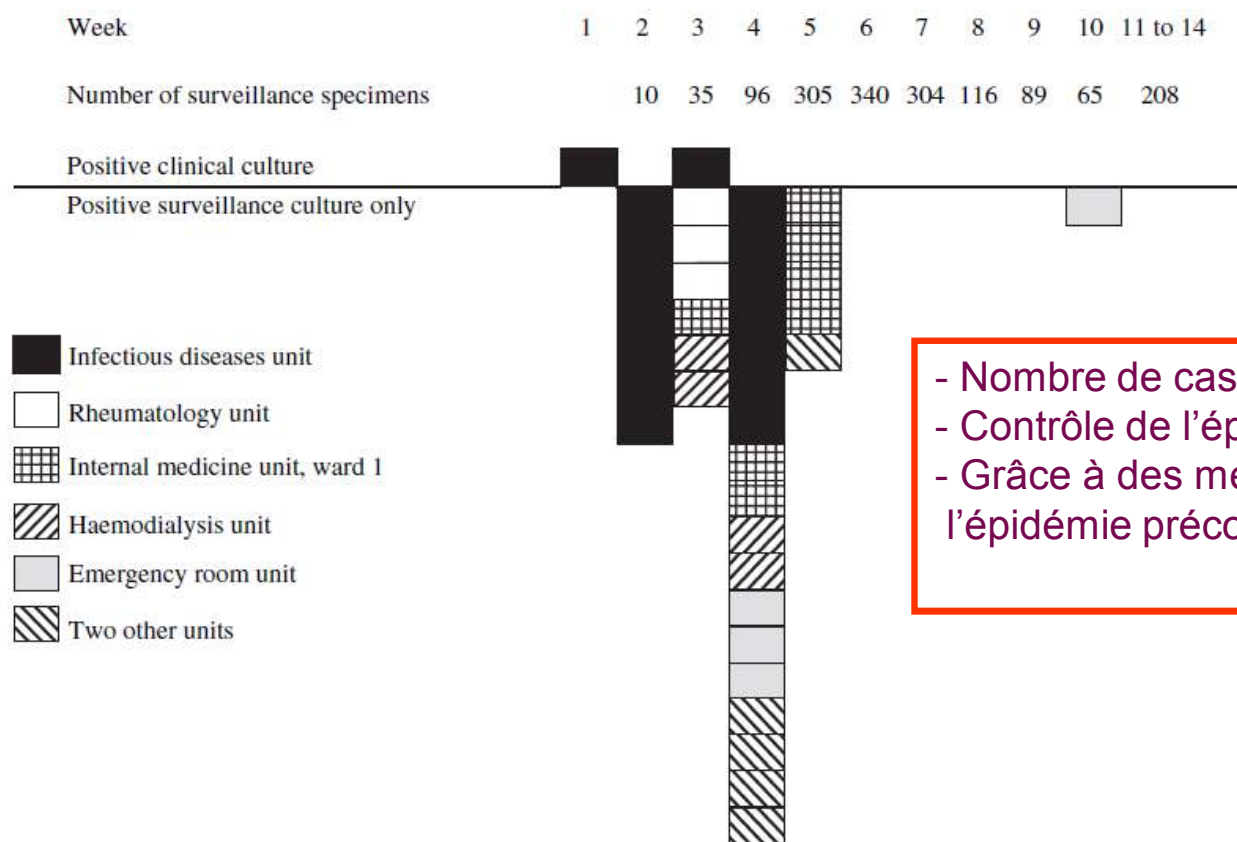 Week 1 2 3 4 5 6 7 8 9 10 11 to 14
Number of surveillance specimens 10 35 96 305 340 304 116 89 65 208
Positive clinical culture
Positive surveillance culture only
Infectious diseases unit
Rheumatology unit
Internal medicine unit, ward 1
Haemodialysis unit
Emergency room unit
Two other units
- Nombre de cas
- Contrôle de l’ép
- Grâce à des me
l’épidémie préco